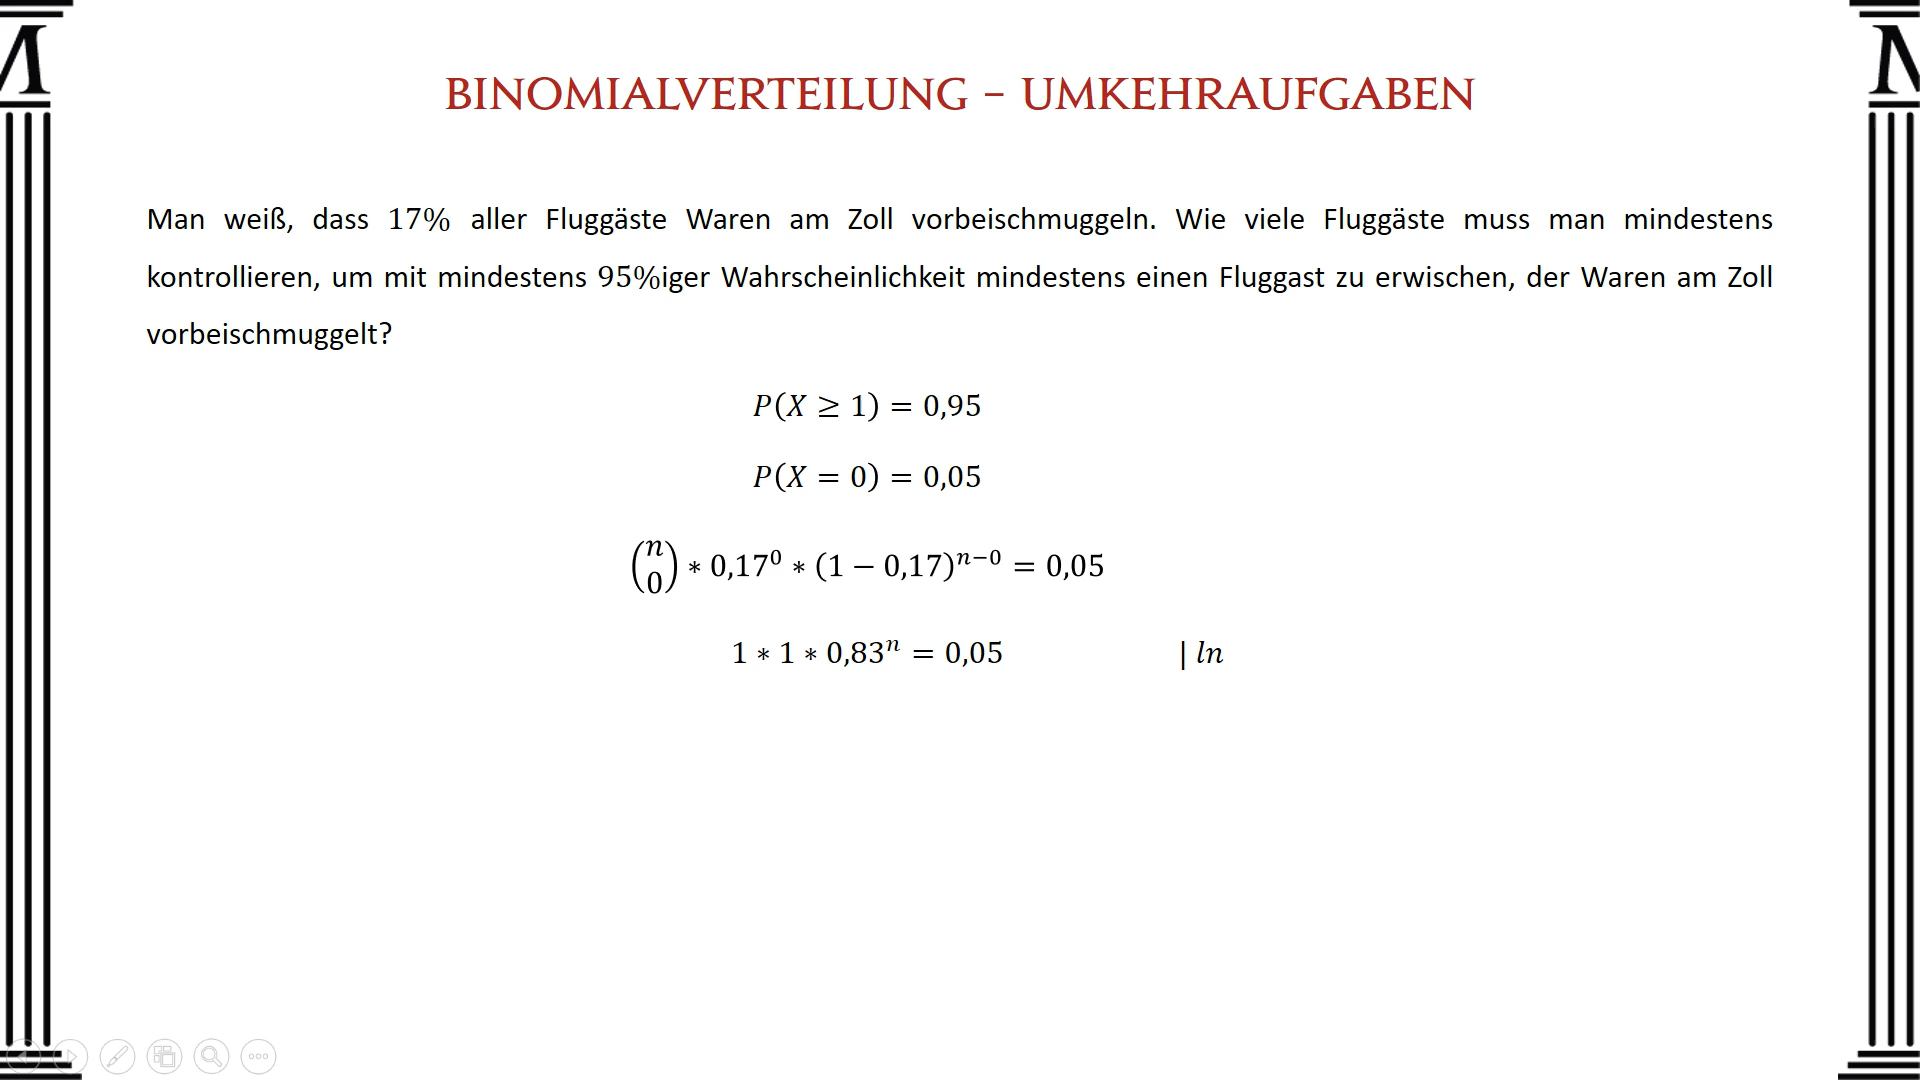 BINOMIALVERTEILUNG – UMKEHRAUFGABEN
Man weiß, dass 17% aller Fluggäste Waren am Zoll vorbeischmuggeln. Wie viele Fluggäste muss man mindestens
kontrollieren, um mit mindestens 95%iger Wahrscheinlichkeit mindestens einen Fluggast zu erwischen, der Waren am Zoll
vorbeischmuggelt?
P(X ≥ 1) = 0,95
P(X = 0) = 0,05
(n über 0) ∗ 0,17⁰ ∗ (1 − 0,17)ⁿ⁻⁰ = 0,05
1 ∗ 1 ∗ 0,83ⁿ = 0,05 | ln